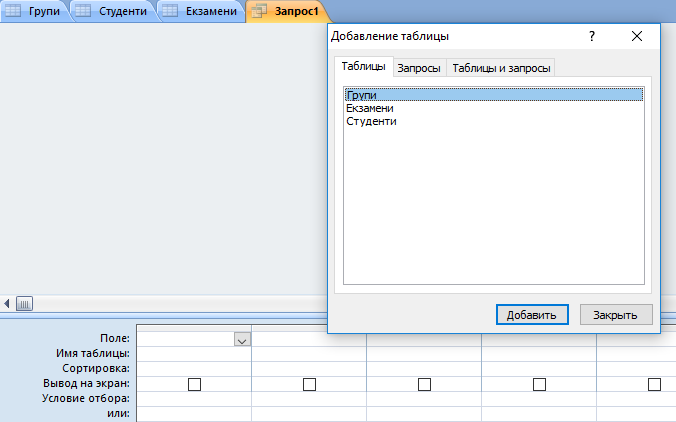 Групи Студенти Екзамени Запрос1
Добавление таблицы ?
Таблицы Запросы Таблицы и запросы
Групи
Екзамени
Студенти
Добавить Закрыть
Поле:
Имя таблицы:
Сортировка:
Вывод на экран:
Условие отбора:
или: